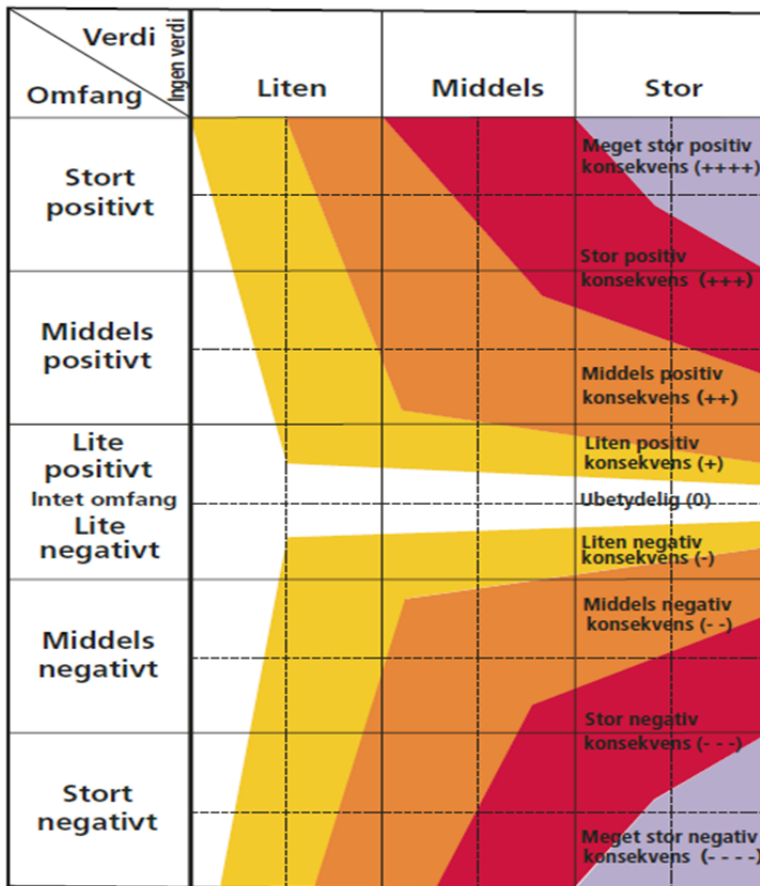 Verdi
Omfang
Ingen verdi
Liten
Middels
Stor
Stort
positivt
Meget stor positiv
konsekvens (++++)
Stor positiv
konsekvens (+++)
Middels
positivt
Middels positiv
konsekvens (++)
Lite
positivt
Intet omfang
Lite
negativt
Liten positiv
konsekvens (+)
Ubetydelig (0)
Liten negativ
konsekvens (-)
Middels
negativt
Middels negativ
konsekvens (- -)
Stor negativ
konsekvens (- - -)
Stort
negativt
Meget stor negativ
konsekvens (- - - -)